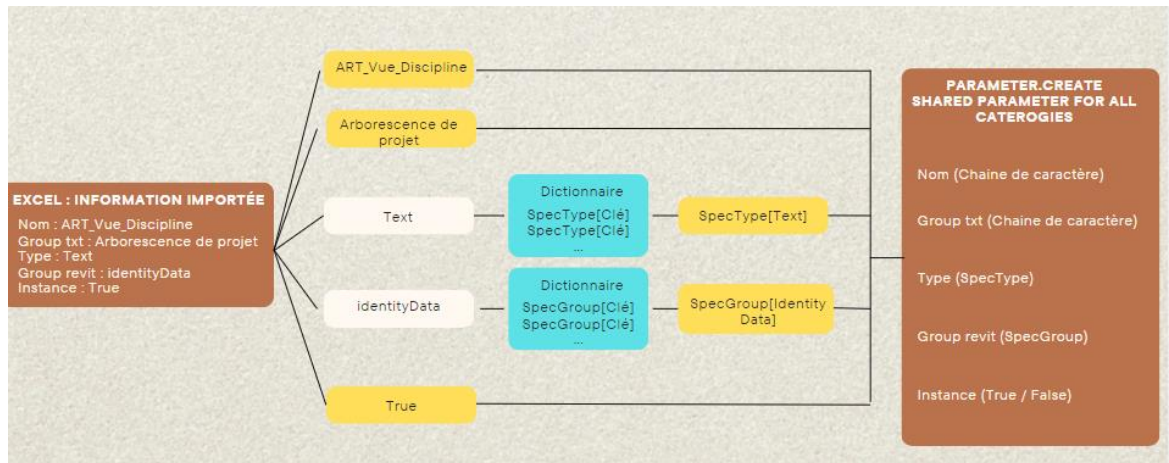 EXCEL : INFORMATION IMPORTÉE
Nom : ART_Vue_Discipline
Group txt : Arborescence de projet
Type : Text
Group revit : identityData
Instance : True
ART_Vue_Discipline
Arborescence de
projet
Text
Dictionnaire
SpecType[Clé]
SpecType[Clé]
...
SpecType[Text]
identityData
Dictionnaire
SpecGroup[Clé]
SpecGroup[Clé]
...
SpecGroup[Identity
Data]
True
PARAMETER.CREATE
SHARED PARAMETER FOR ALL
CATEROGIES
Nom (Chaine de caractère)
Group txt (Chaine de caractère)
Type (SpecType)
Group revit (SpecGroup)
Instance (True / False)